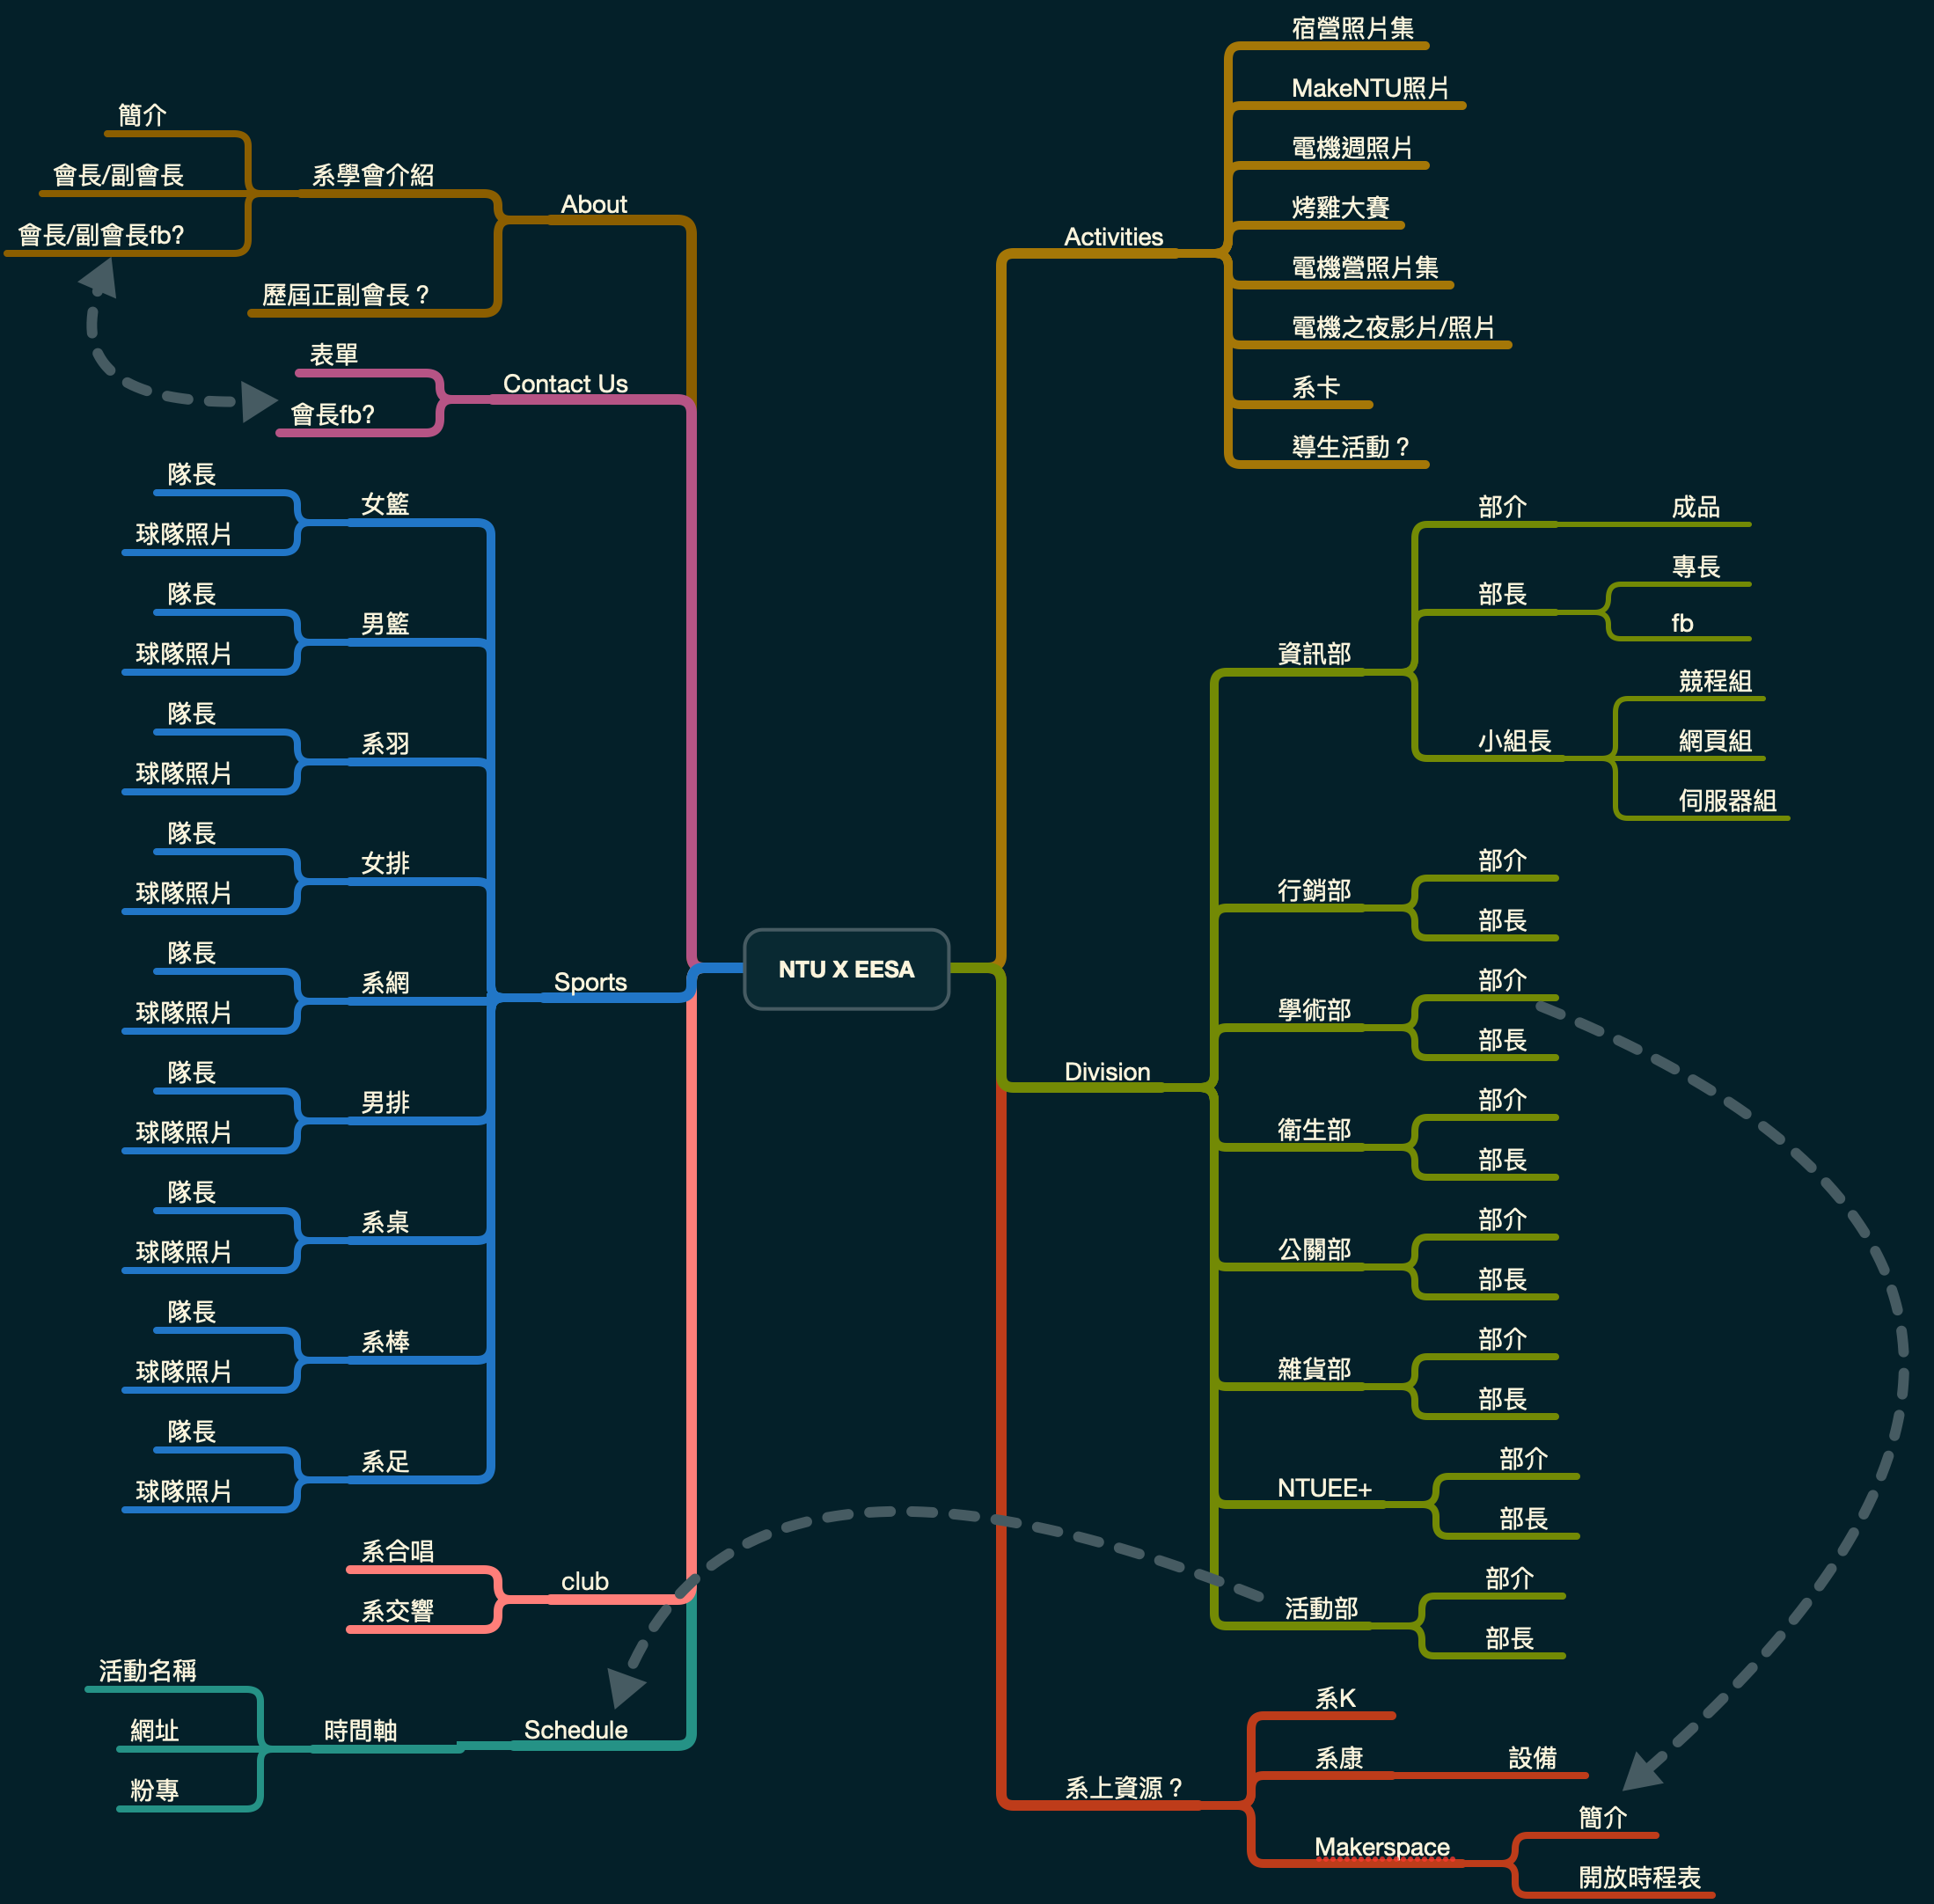 NTU X EESA
About
系學會介紹
簡介
會長/副會長
會長/副會長fb?
歷屆正副會長？
Contact Us
表單
會長fb?
Sports
女籃
隊長
球隊照片
男籃
隊長
球隊照片
系羽
隊長
球隊照片
女排
隊長
球隊照片
系網
隊長
球隊照片
男排
隊長
球隊照片
系桌
隊長
球隊照片
系棒
隊長
球隊照片
系足
隊長
球隊照片
club
系合唱
系交響
Schedule
時間軸
活動名稱
網址
粉專
Activities
宿營照片集
MakeNTU照片
電機週照片
烤雞大賽
電機營照片集
電機之夜影片/照片
系卡
導生活動？
Division
資訊部
部介
成品
部長
專長
fb
小組長
競程組
網頁組
伺服器組
行銷部
部介
部長
學術部
部介
部長
衛生部
部介
部長
公關部
部介
部長
雜貨部
部介
部長
NTUEE+
部介
部長
活動部
部介
部長
系上資源？
系K
系康
設備
Makerspace
簡介
開放時程表